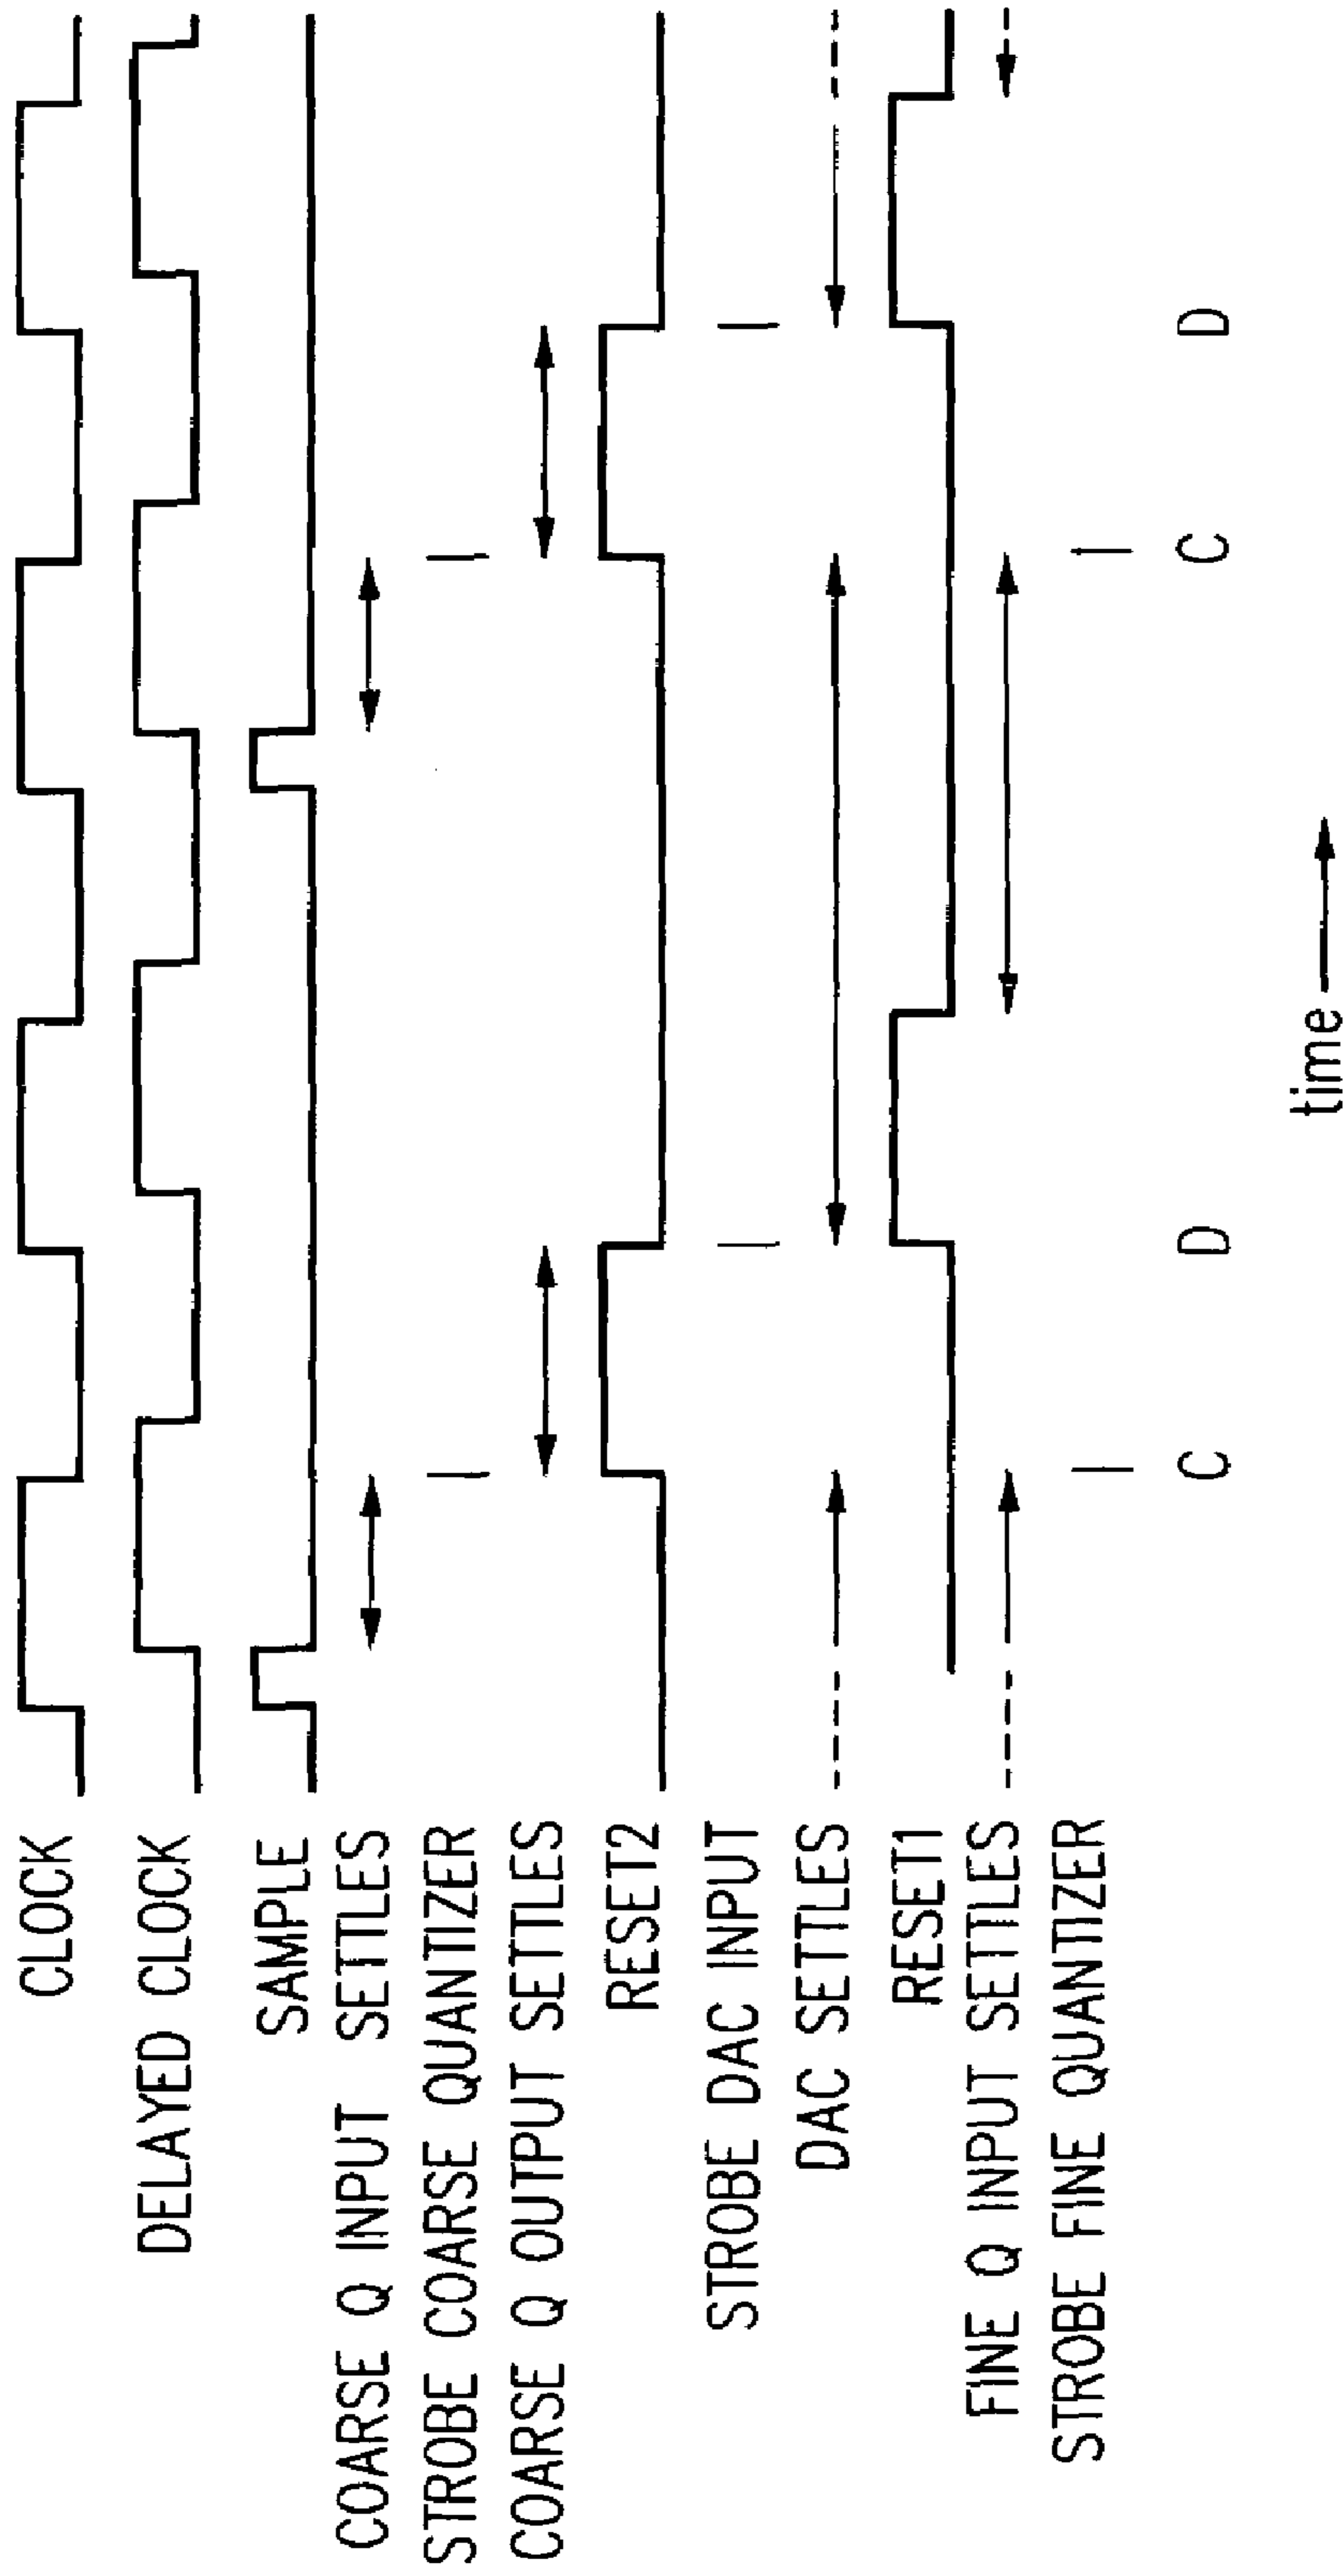 CLOCK
DELAYED CLOCK
SAMPLE
COARSE Q INPUT SETTLES
STROBE COARSE QUANTIZER
COARSE Q OUTPUT SETTLES
RESET2
STROBE DAC INPUT
DAC SETTLES
RESET1
FINE Q INPUT SETTLES
STROBE FINE QUANTIZER
C D C D
time